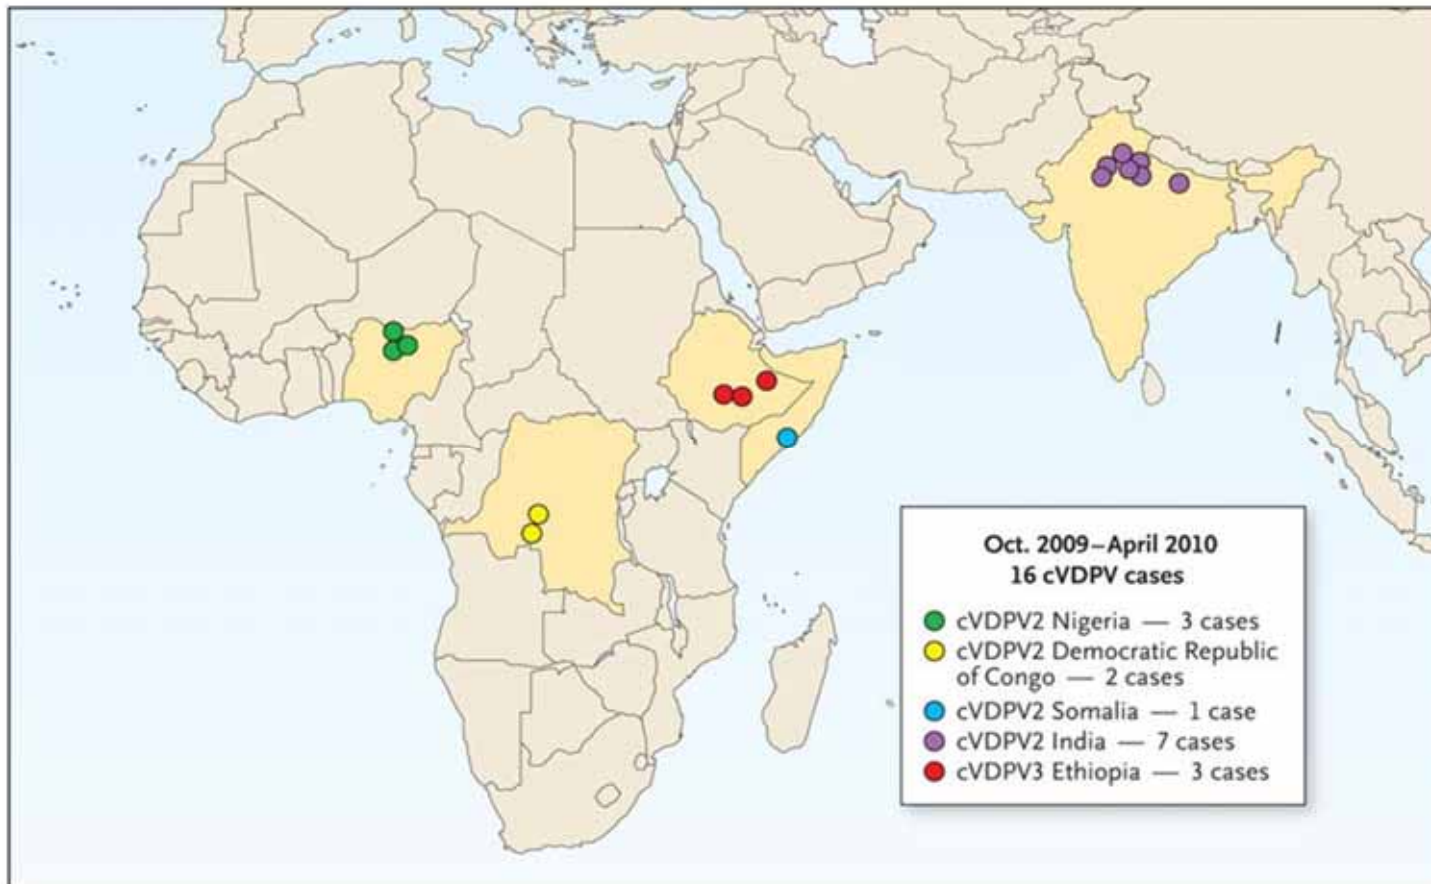 Oct. 2009–April 2010
16 cVDPV cases
cVDPV2 Nigeria — 3 cases
cVDPV2 Democratic Republic
of Congo — 2 cases
cVDPV2 Somalia — 1 case
cVDPV2 India — 7 cases
cVDPV3 Ethiopia — 3 cases